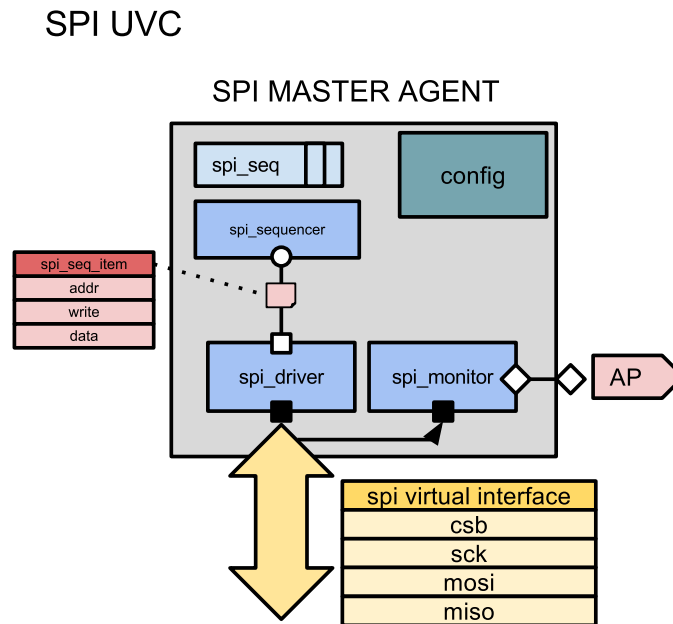 SPI UVC
SPI MASTER AGENT
spi_seq
config
spi_sequencer
spi_seq_item
addr
write
data
spi_driver
spi_monitor
AP
spi virtual interface
csb
sck
mosi
miso